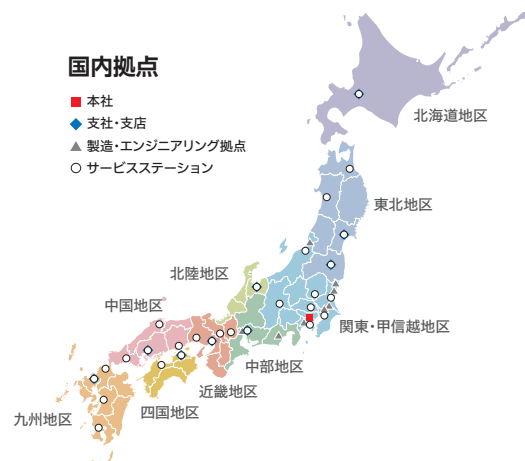 国内拠点
本社
支社・支店
製造・エンジニアリング拠点
サービスステーション
北海道地区
東北地区
北陸地区
中国地区
関東・甲信越地区
中部地区
近畿地区
四国地区
九州地区